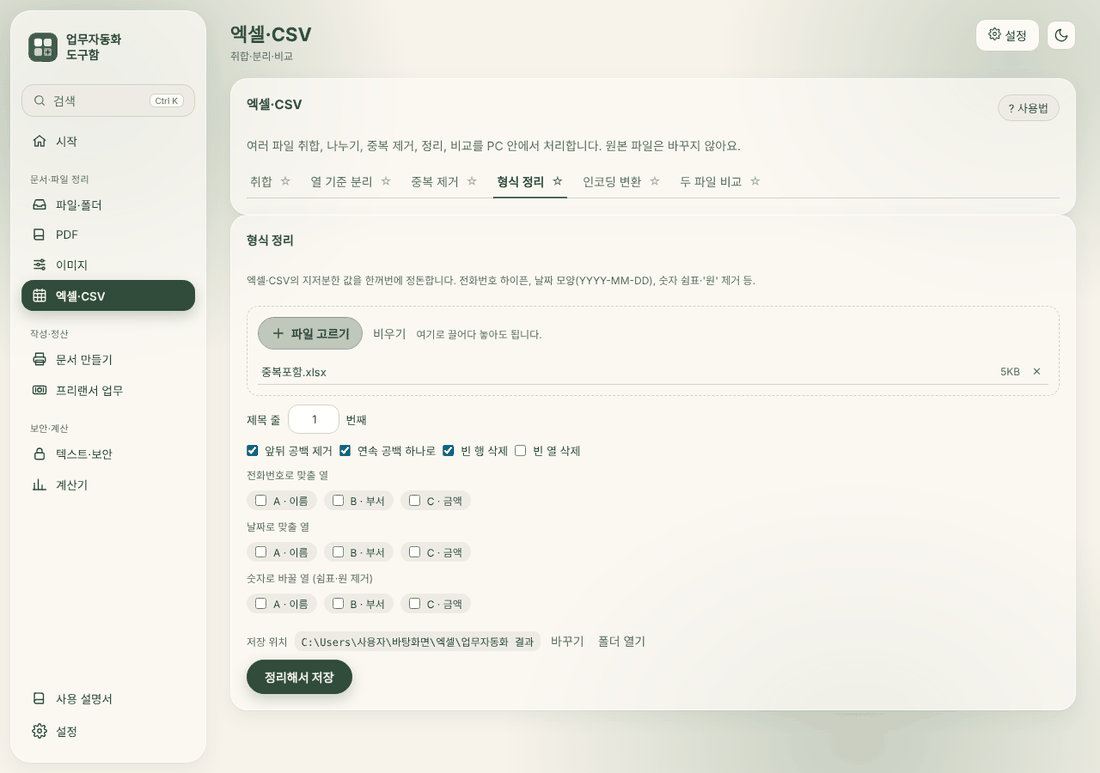 업무자동화
도구함
검색 Ctrl K
시작
문서·파일 정리
파일·폴더
PDF
이미지
엑셀·CSV
작성·정산
문서 만들기
프리랜서 업무
보안·계산
텍스트·보안
계산기
사용 설명서
설정
엑셀·CSV
취합·분리·비교
설정
엑셀·CSV
? 사용법
여러 파일 취합, 나누기, 중복 제거, 정리, 비교를 PC 안에서 처리합니다. 원본 파일은 바꾸지 않아요.
취합 ☆ 열 기준 분리 ☆ 중복 제거 ☆ 형식 정리 ☆ 인코딩 변환 ☆ 두 파일 비교 ☆
형식 정리
엑셀·CSV의 지저분한 값을 한꺼번에 정돈합니다. 전화번호 하이픈, 날짜 모양(YYYY-MM-DD), 숫자 쉼표·'원' 제거 등.
+ 파일 고르기 비우기 여기로 끌어다 놓아도 됩니다.
중복포함.xlsx 5KB ×
제목 줄 1 번째
앞뒤 공백 제거 연속 공백 하나로 빈 행 삭제 빈 열 삭제
전화번호로 맞출 열
A · 이름 B · 부서 C · 금액
날짜로 맞출 열
A · 이름 B · 부서 C · 금액
숫자로 바꿀 열 (쉼표·원 제거)
A · 이름 B · 부서 C · 금액
저장 위치 C:\Users\사용자\바탕화면\엑셀\업무자동화 결과 바꾸기 폴더 열기
정리해서 저장